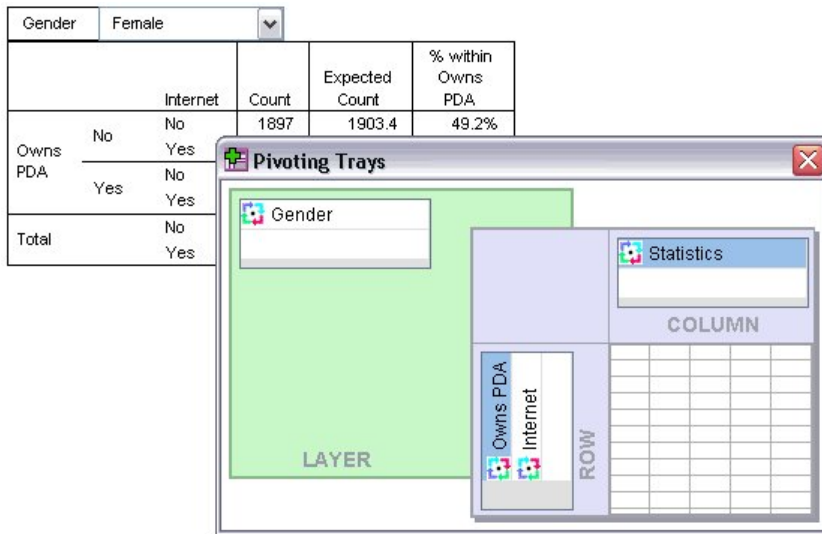 Gender Female
Internet Count Expected Count % within Owns PDA
Owns PDA No No 1897 1903.4 49.2%
Yes
Yes No
Yes
Total No
Yes
Pivoting Trays
Gender
Statistics
COLUMN
Owns PDA
Internet
ROW
LAYER